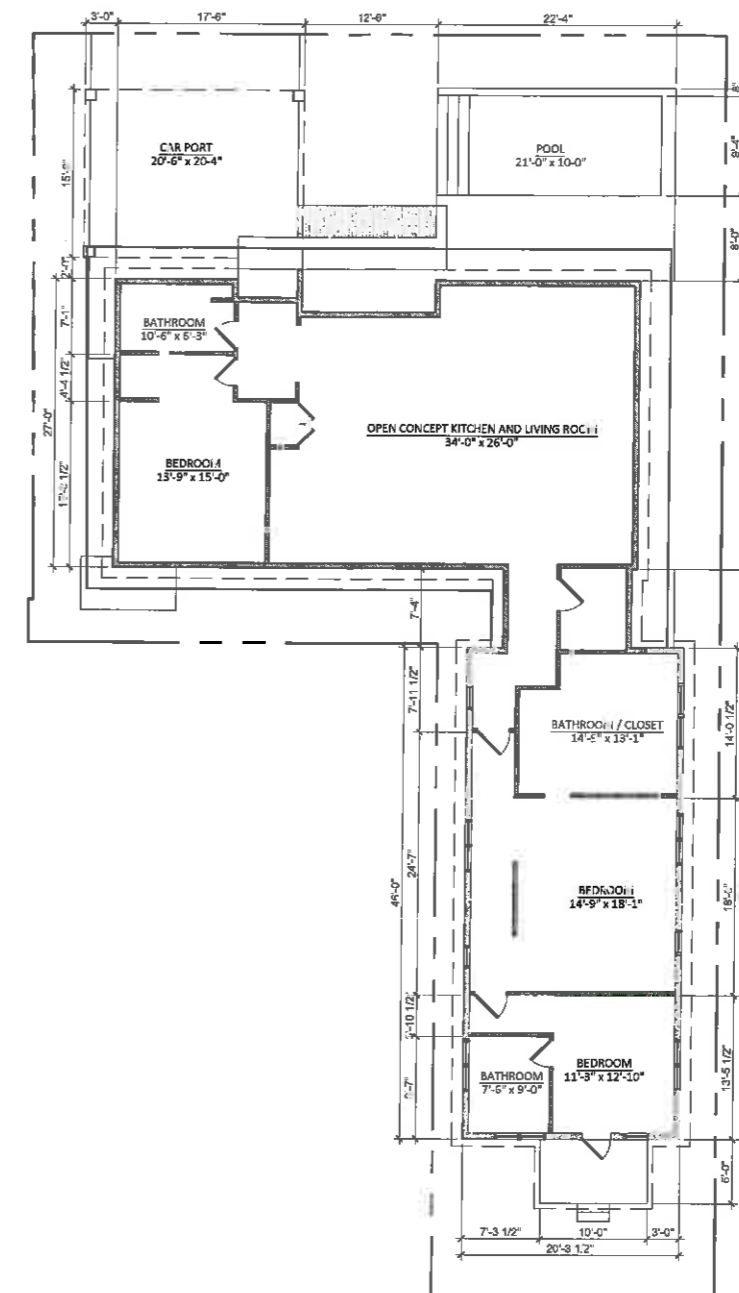 3'-0"
17'-6"
12'-6"
22'-4"
CAR PORT
20'-6" x 20-4"
POOL
21'-0" x 10-0"
8"
9'-4"
8'-0"
2'-0"
7'-1"
4'-4 1/2"
27'-0"
BATHROOM
10'-6" x 6'-3"
BEDROOM
13'-9" x 15'-0"
OPEN CONCEPT KITCHEN AND LIVING ROOM
34'-0" x 26'-0"
7'-4"
7'-11 1/2"
24'-7"
46'-0"
BATHROOM / CLOSET
14'-0 1/2"
BEDROOM
14'-9" x 18'-1"
BEDROOM
11'-3" x 12'-10"
BATHROOM
7'-6" x 9'-0"
13'-5 1/2"
6'-0"
7'-3 1/2"
10'-0"
3'-0"
20'-3 1/2"